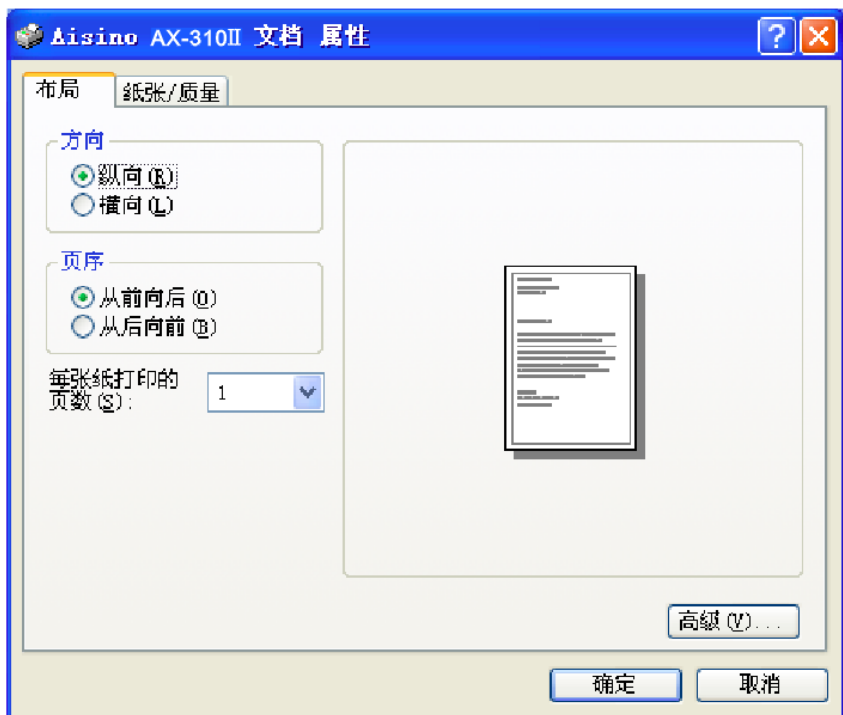 Aisino AX-310II 文档 属性
布局
纸张/质量
方向
纵向(R)
横向(L)
页序
从前向后(O)
从后向前(B)
每张纸打印的
页数(S):
1
高级(V)...
确定
取消